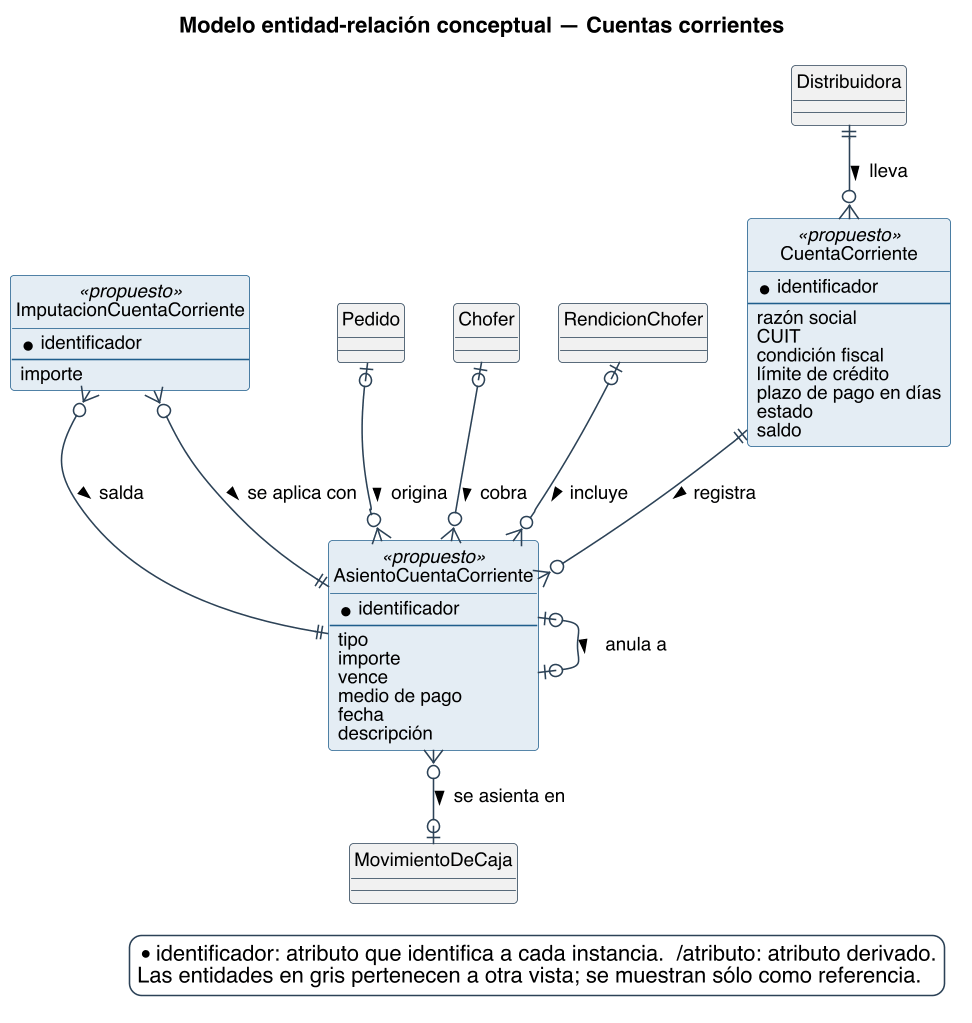 Modelo entidad-relación conceptual — Cuentas corrientes
Distribuidora
lleva
«propuesto»
CuentaCorriente
identificador
razón social
CUIT
condición fiscal
límite de crédito
plazo de pago en días
estado
saldo
«propuesto»
ImputacionCuentaCorriente
identificador
importe
Pedido
Chofer
RendicionChofer
salda
se aplica con
origina
cobra
incluye
registra
«propuesto»
AsientoCuentaCorriente
identificador
tipo
importe
vence
medio de pago
fecha
descripción
anula a
se asienta en
MovimientoDeCaja
• identificador: atributo que identifica a cada instancia. /atributo: atributo derivado.
Las entidades en gris pertenecen a otra vista; se muestran sólo como referencia.